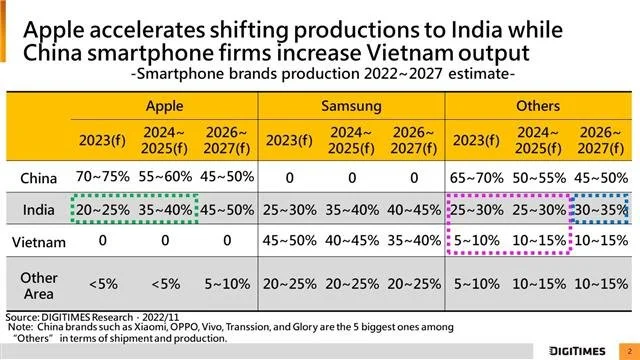 Apple accelerates shifting productions to India while
China smartphone firms increase Vietnam output
-Smartphone brands production 2022~2027 estimate-
Apple Samsung Others
2023(f) 2024~2025(f) 2026~2027(f) 2023(f) 2024~2025(f) 2026~2027(f) 2023(f) 2024~2025(f) 2026~2027(f)
China 70~75% 55~60% 45~50% 0 0 0 65~70% 50~55% 45~50%
India 20~25% 35~40% 45~50% 25~30% 35~40% 40~45% 25~30% 25~30% 30~35%
Vietnam 0 0 0 45~50% 40~45% 35~40% 5~10% 10~15% 10~15%
Other Area <5% <5% 5~10% 20~25% 20~25% 20~25% 5~10% 10~15% 10~15%
Source: DIGITIMES Research，2022/11
Note: China brands such as Xiaomi, OPPO, Vivo, Transsion, and Glory are the 5 biggest ones among
"Others" in terms of shipment and production.
DIGITIMES 2